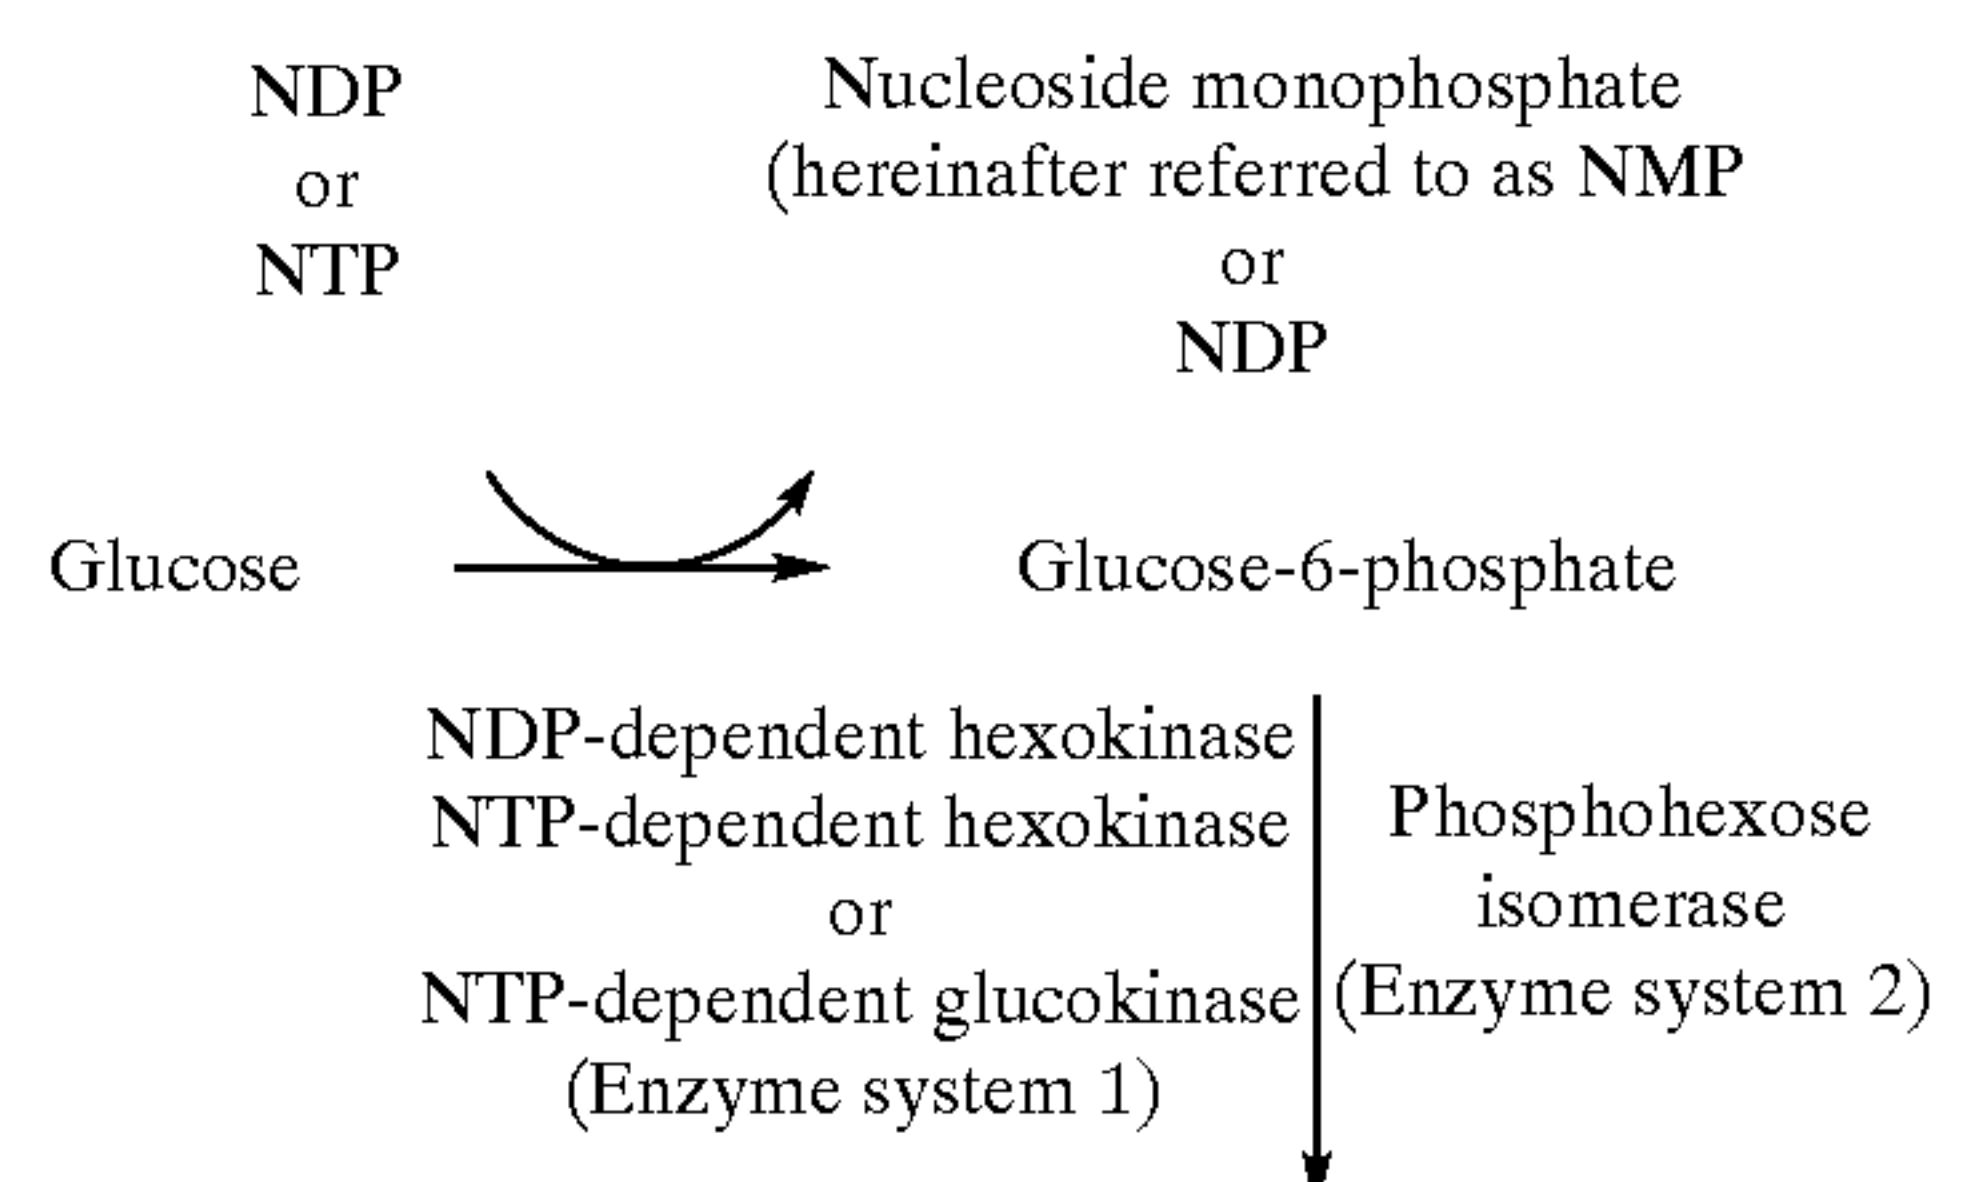 NDP
or
NTP
Nucleoside monophosphate
(hereinafter referred to as NMP
or
NDP
Glucose
Glucose-6-phosphate
NDP-dependent hexokinase
NTP-dependent hexokinase
or
NTP-dependent glucokinase
(Enzyme system 1)
Phosphohexose
isomerase
(Enzyme system 2)